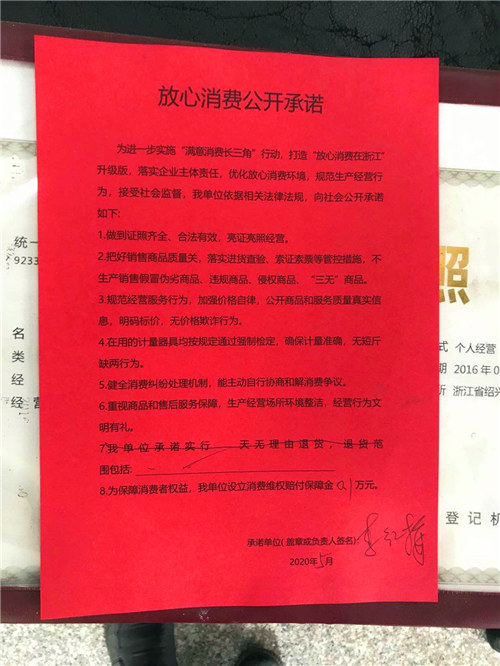 放心消费公开承诺
为进一步实施“满意消费长三角”行动，打造“放心消费在浙江”
升级版，落实企业主体责任，优化放心消费环境，规范生产经营行
为，接受社会监督，我单位依据相关法律法规，向社会公开承诺
如下：
1.做到证照齐全、合法有效，亮证亮照经营。
2.把好销售商品质量关，落实进货查验、索证索票等管控措施，不
生产销售假冒伪劣商品、违规商品、侵权商品、“三无”商品。
3.规范经营服务行为，加强价格自律，公开商品和服务质量真实信
息，明码标价，无价格欺诈行为。
4.在用的计量器具均按规定通过强制检定，确保计量准确，无短斤
缺两行为。
5.健全消费纠纷处理机制，能主动自行协商和解消费争议。
6.重视商品和售后服务保障，生产经营场所环境整洁，经营行为文
明有礼。
7.我单位承诺实行 天无理由退货，退货范
围包括:
8.为保障消费者权益，我单位设立消费维权赔付保障金 万元。
承诺单位(盖章或负责人签名)
2020年5月
统一
9233
名
类
经
经营
照
式 个人经营
期 2016年0
所 浙江省绍兴
登记机